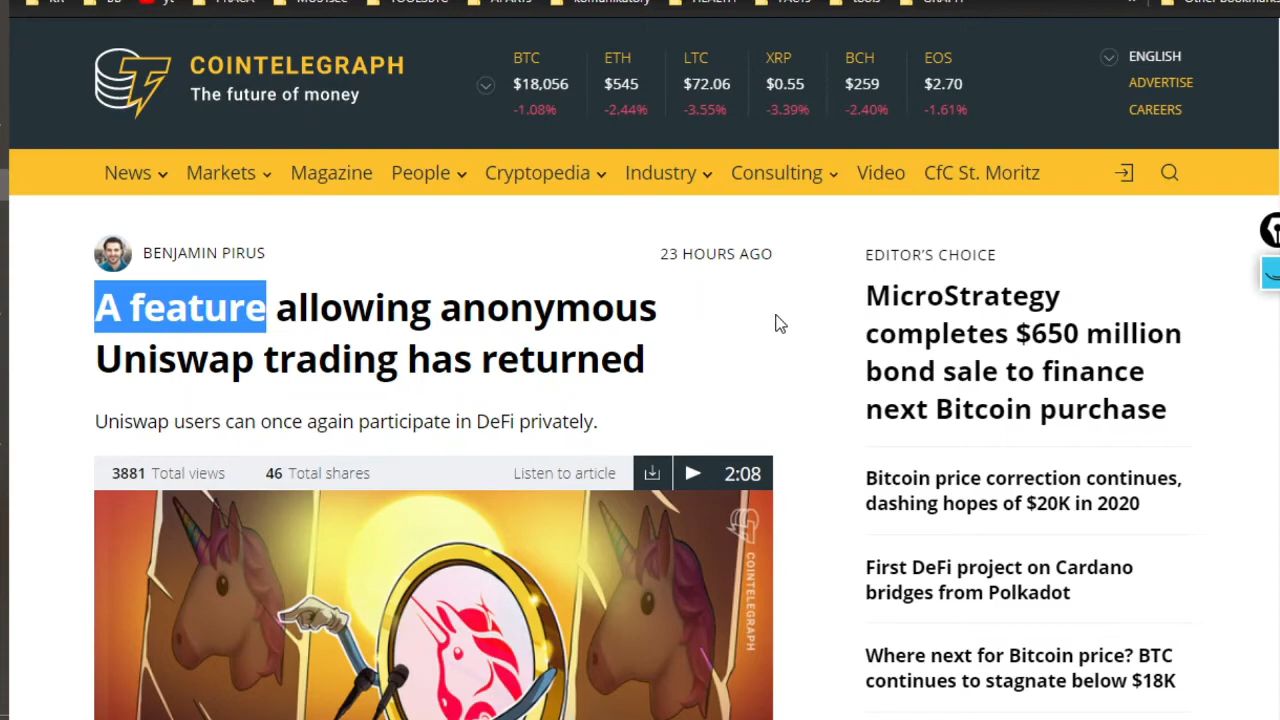 COINTELEGRAPH
The future of money
BTC
$18,056
-1.08%
ETH
$545
-2.44%
LTC
$72.06
-3.55%
XRP
$0.55
-3.39%
BCH
$259
-2.40%
EOS
$2.70
-1.61%
ENGLISH
ADVERTISE
CAREERS
News Markets Magazine People Cryptopedia Industry Consulting Video CfC St. Moritz
BENJAMIN PIRUS
23 HOURS AGO
A feature allowing anonymous
Uniswap trading has returned
Uniswap users can once again participate in DeFi privately.
3881 Total views 46 Total shares Listen to article 2:08
COINTELEGRAPH
EDITOR'S CHOICE
MicroStrategy
completes $650 million
bond sale to finance
next Bitcoin purchase
Bitcoin price correction continues,
dashing hopes of $20K in 2020
First DeFi project on Cardano
bridges from Polkadot
Where next for Bitcoin price? BTC
continues to stagnate below $18K